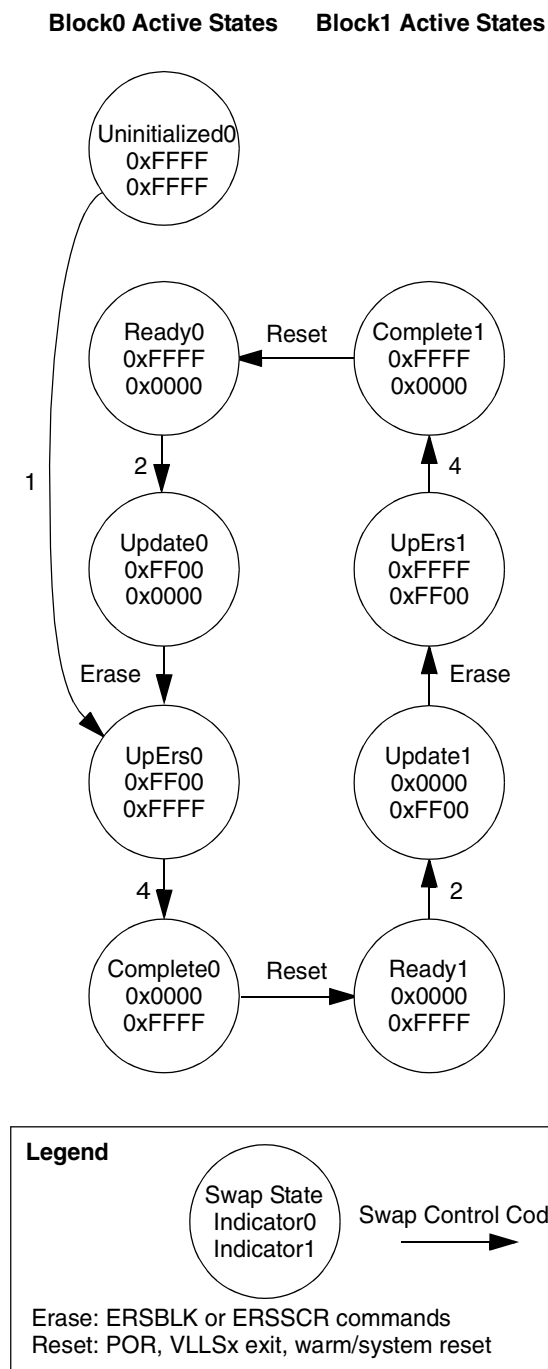 Block0 Active States
Block1 Active States
Uninitialized0
0xFFFF
0xFFFF
Ready0
0xFFFF
0x0000
Reset
Complete1
0xFFFF
0x0000
1
2
4
Update0
0xFF00
0x0000
UpErs1
0xFFFF
0xFF00
Erase
Erase
UpErs0
0xFF00
0xFFFF
Update1
0x0000
0xFF00
4
2
Complete0
0x0000
0xFFFF
Reset
Ready1
0x0000
0xFFFF
Legend
Swap State
Indicator0
Indicator1
Swap Control Cod
Erase: ERSBLK or ERSSCR commands
Reset: POR, VLLSx exit, warm/system reset